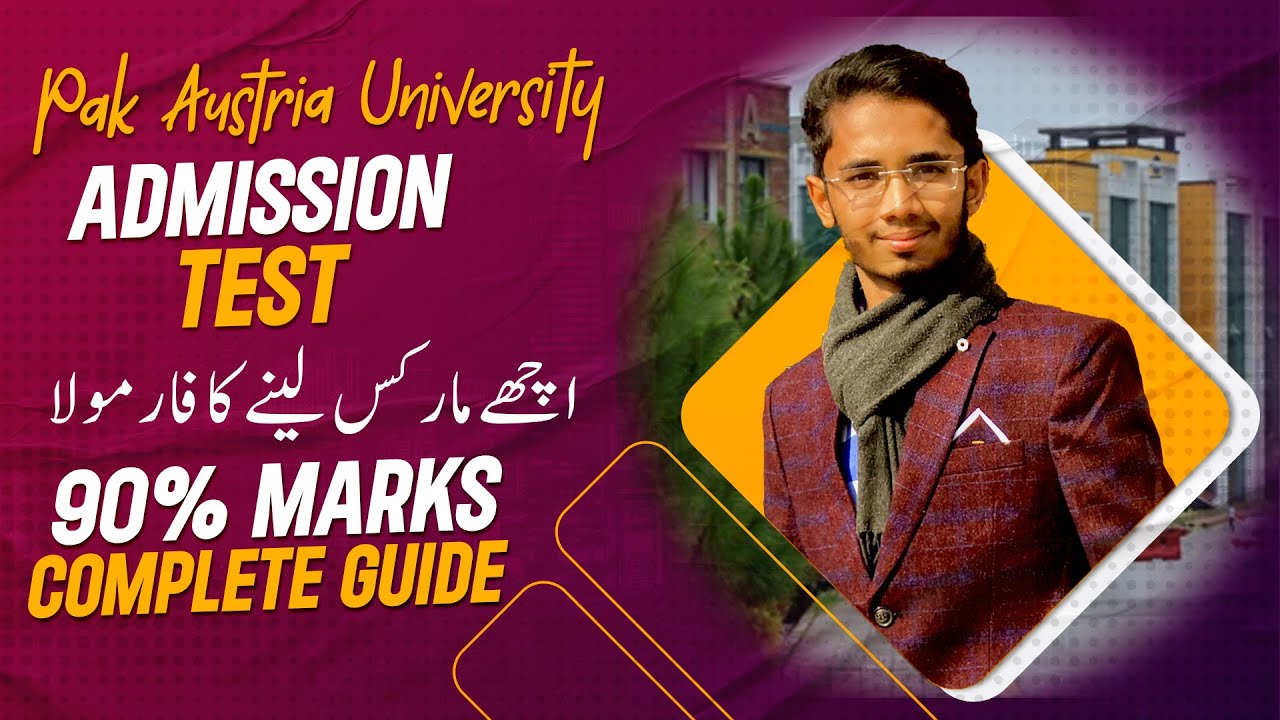 Pak Austria University
ADMISSION
TEST
اچھے مارکس لینے کا فارمولا
90% MARKS
COMPLETE GUIDE
A